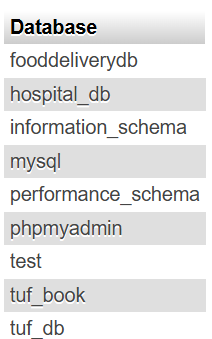 Database
fooddeliverydb
hospital_db
information_schema
mysql
performance_schema
phpmyadmin
test
tuf_book
tuf_db